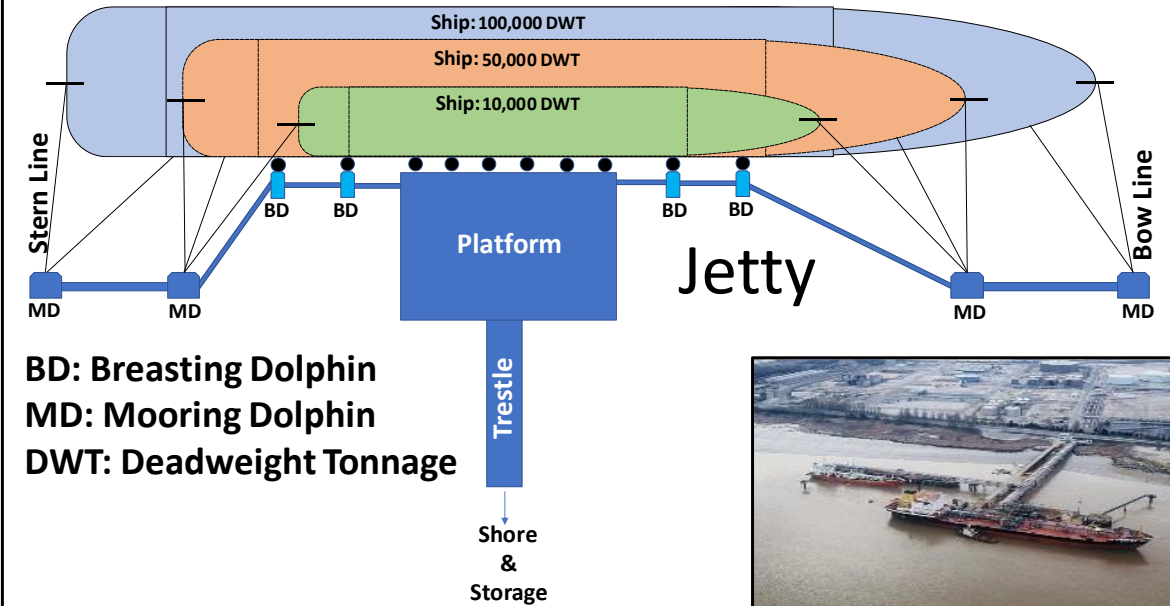 Ship: 100,000 DWT
Ship: 50,000 DWT
Ship: 10,000 DWT
Stern Line
Bow Line
BD
BD
BD
BD
Platform
Jetty
MD
MD
MD
MD
Trestle
BD: Breasting Dolphin
MD: Mooring Dolphin
DWT: Deadweight Tonnage
Shore
&
Storage